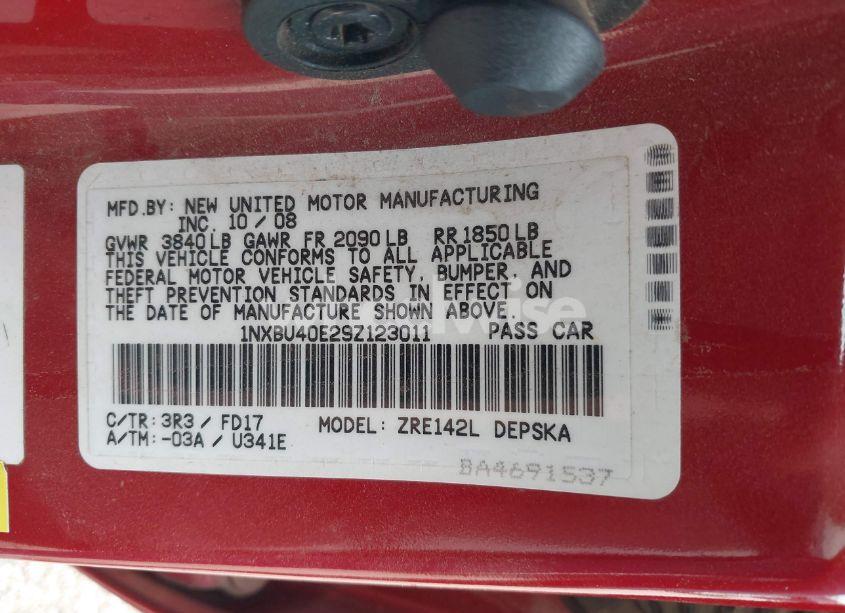 MFD.BY: NEW UNITED MOTOR MANUFACTURING
INC. 10 / 08
GVWR 3840 LB GAWR FR 2090 LB RR 1850 LB
THIS VEHICLE CONFORMS TO ALL APPLICABLE
FEDERAL MOTOR VEHICLE SAFETY, BUMPER, AND
THEFT PREVENTION STANDARDS IN EFFECT ON
THE DATE OF MANUFACTURE SHOWN ABOVE.
1NXBU40E29Z123011 PASS CAR
C/TR: 3R3 / FD17 MODEL: ZRE142L DEPSKA
A/TM: -03A / U341E
BA4691537